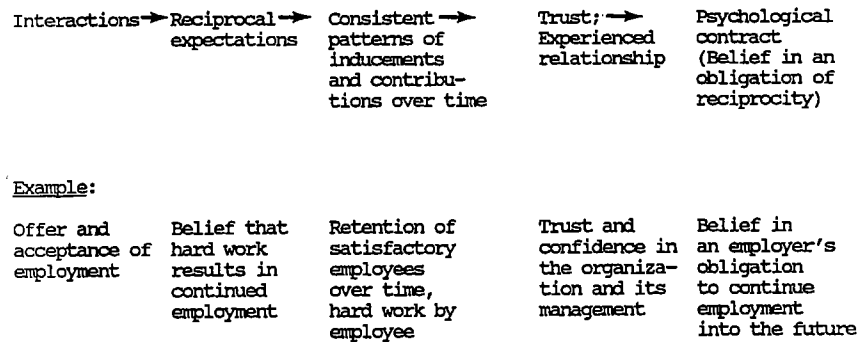 Interactions
Reciprocal
expectations
Consistent
patterns of
inducements
and contribu-
tions over time
Trust;
Experienced
relationship
Psychological
contract
(Belief in an
obligation of
reciprocity)
Example:
Offer and
acceptance of
employment
Belief that
hard work
results in
continued
employment
Retention of
satisfactory
employees
over time,
hard work by
employee
Trust and
confidence in
the organiza-
tion and its
management
Belief in
an employer's
obligation
to continue
employment
into the future